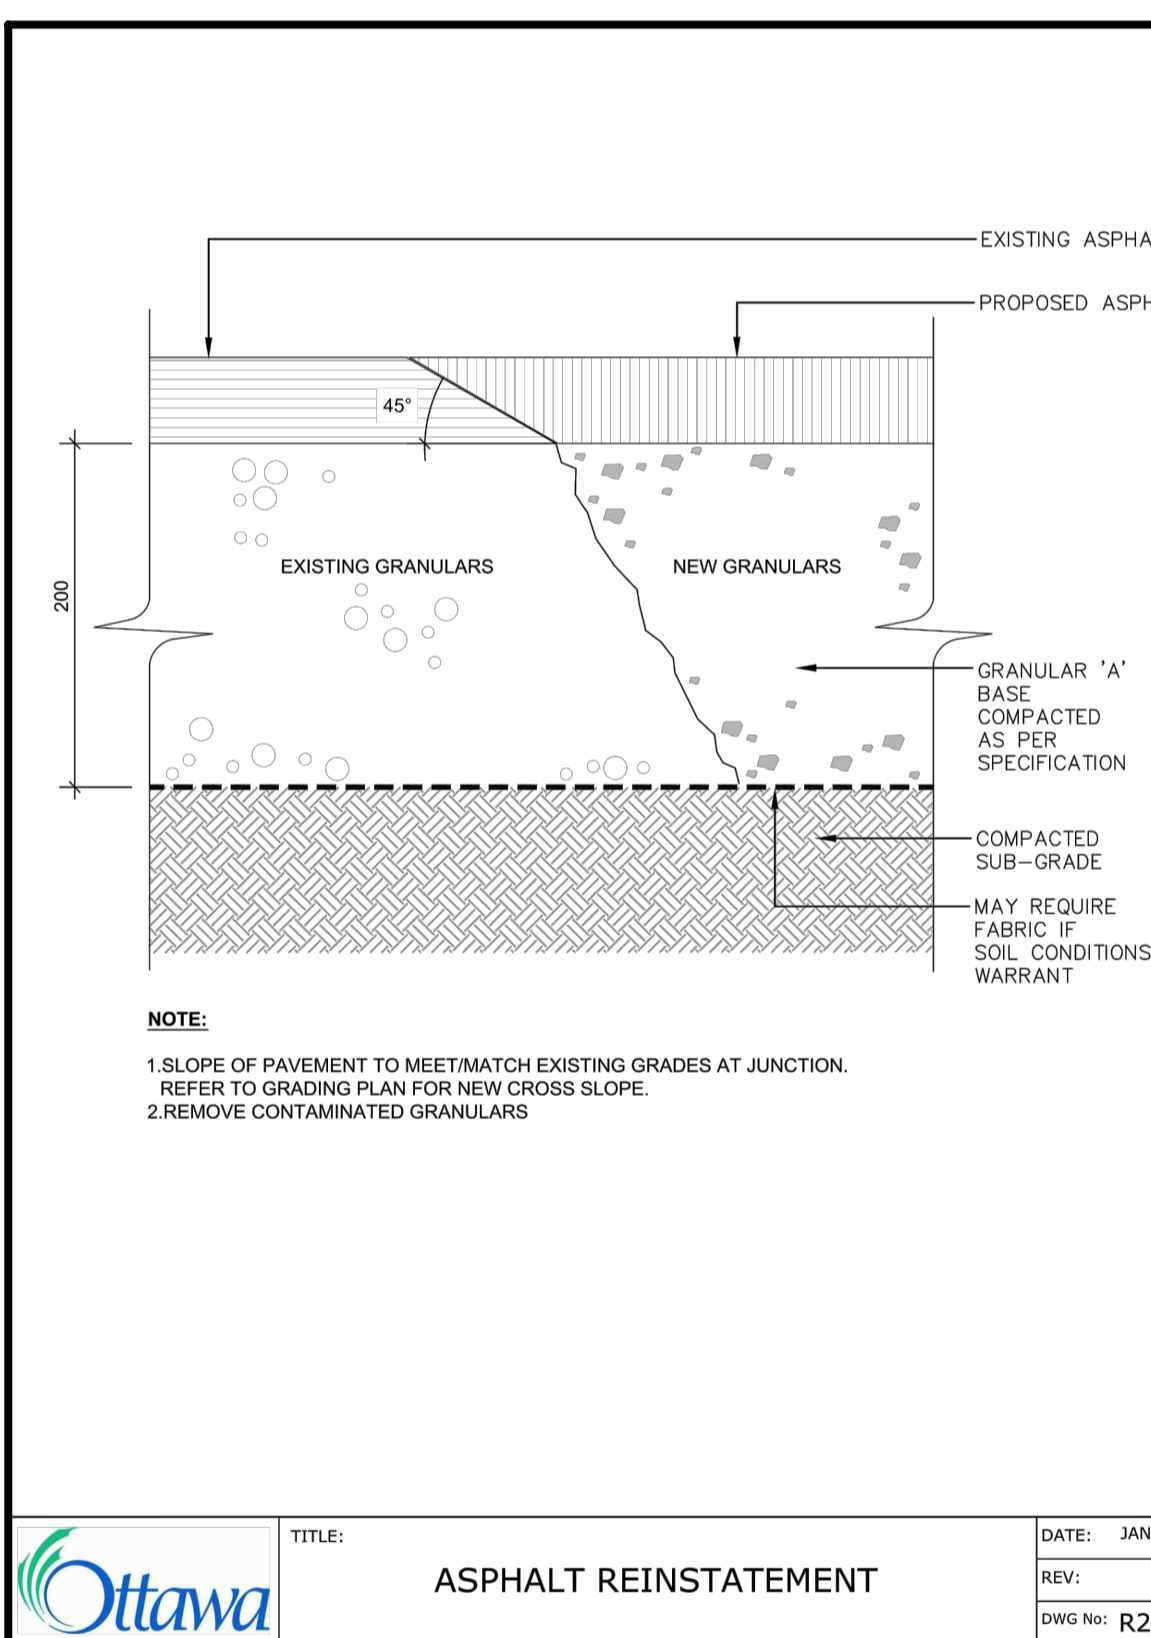 EXISTING ASPHA
PROPOSED ASPH
45°
200
EXISTING GRANULARS
NEW GRANULARS
GRANULAR 'A'
BASE
COMPACTED
AS PER
SPECIFICATION
COMPACTED
SUB-GRADE
MAY REQUIRE
FABRIC IF
SOIL CONDITIONS
WARRANT
NOTE:
1.SLOPE OF PAVEMENT TO MEET/MATCH EXISTING GRADES AT JUNCTION.
REFER TO GRADING PLAN FOR NEW CROSS SLOPE.
2.REMOVE CONTAMINATED GRANULARS
Ottawa
TITLE:
ASPHALT REINSTATEMENT
DATE: JAN
REV:
DWG No: R2